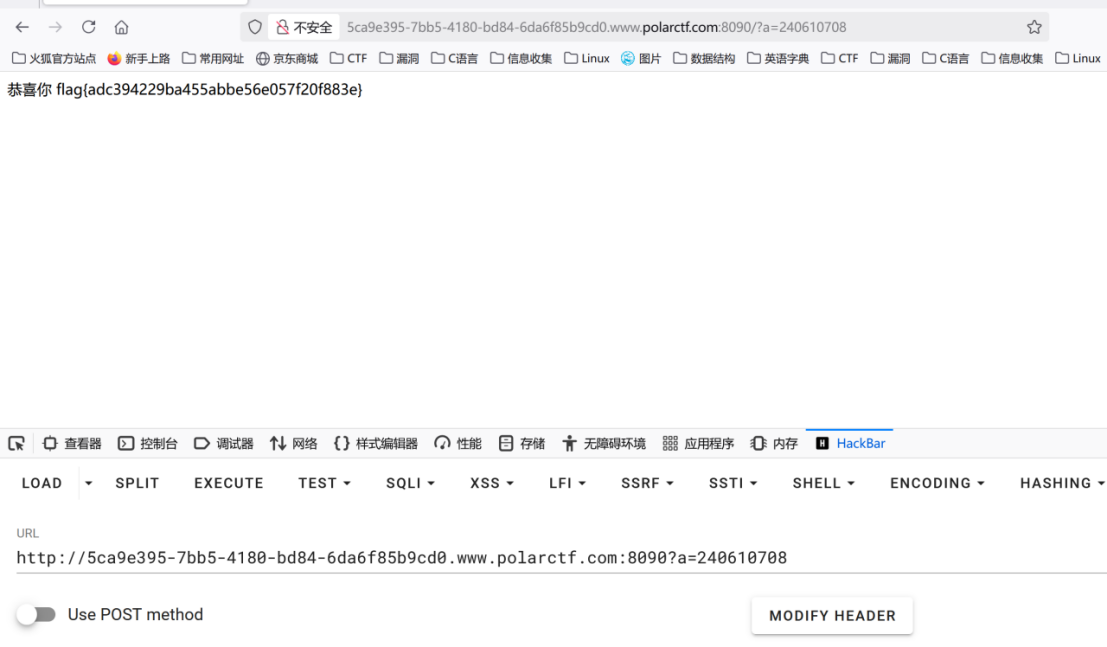 不安全 5ca9e395-7bb5-4180-bd84-6da6f85b9cd0.www.polarctf.com:8090/?a=240610708
火狐官方站点 新手上路 常用网址 京东商城 CTF 漏洞 C语言 信息收集 Linux 图片 数据结构 英语字典 CTF 漏洞 C语言 信息收集 Linux
恭喜你 flag{adc394229ba455abbe56e057f20f883e}
查看器 控制台 调试器 网络 样式编辑器 性能 存储 无障碍环境 应用程序 内存 H HackBar
LOAD SPLIT EXECUTE TEST SQLI XSS LFI SSRF SSTI SHELL ENCODING HASHING
URL
http://5ca9e395-7bb5-4180-bd84-6da6f85b9cd0.www.polarctf.com:8090?a=240610708
Use POST method MODIFY HEADER